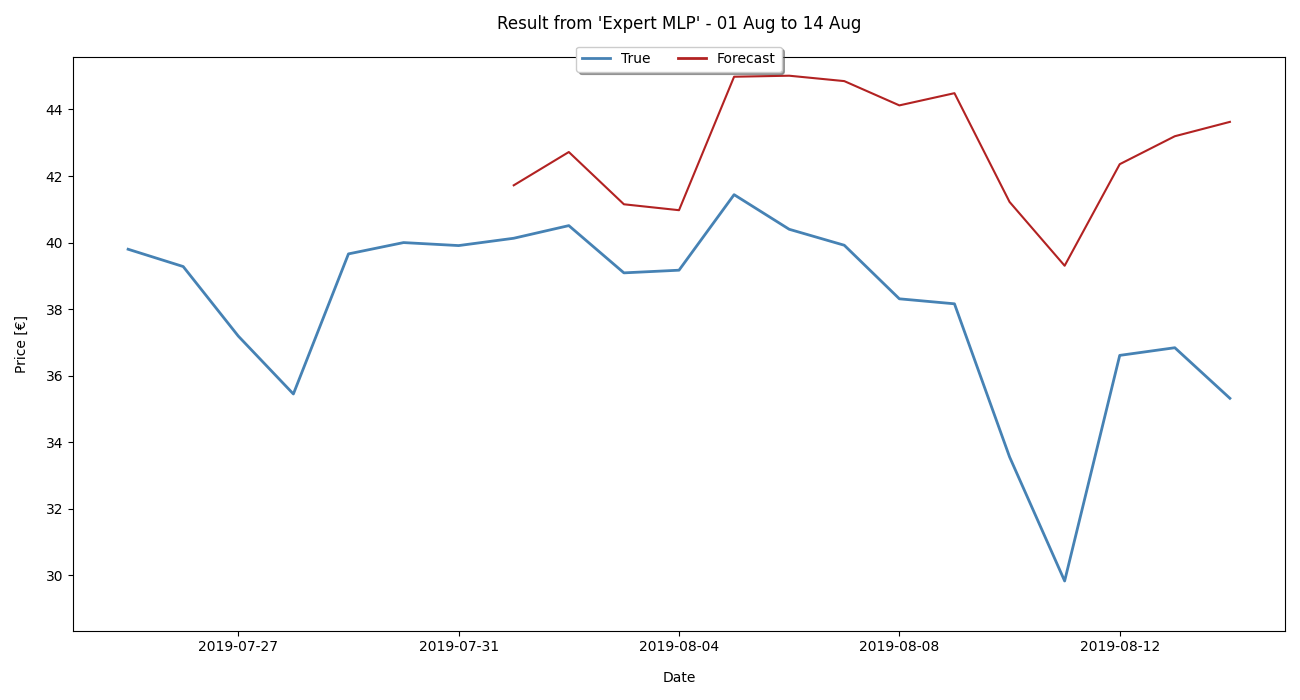 Result from 'Expert MLP' - 01 Aug to 14 Aug
True Forecast
44
42
40
38
36
34
32
30
Price [€]
2019-07-27 2019-07-31 2019-08-04 2019-08-08 2019-08-12
Date